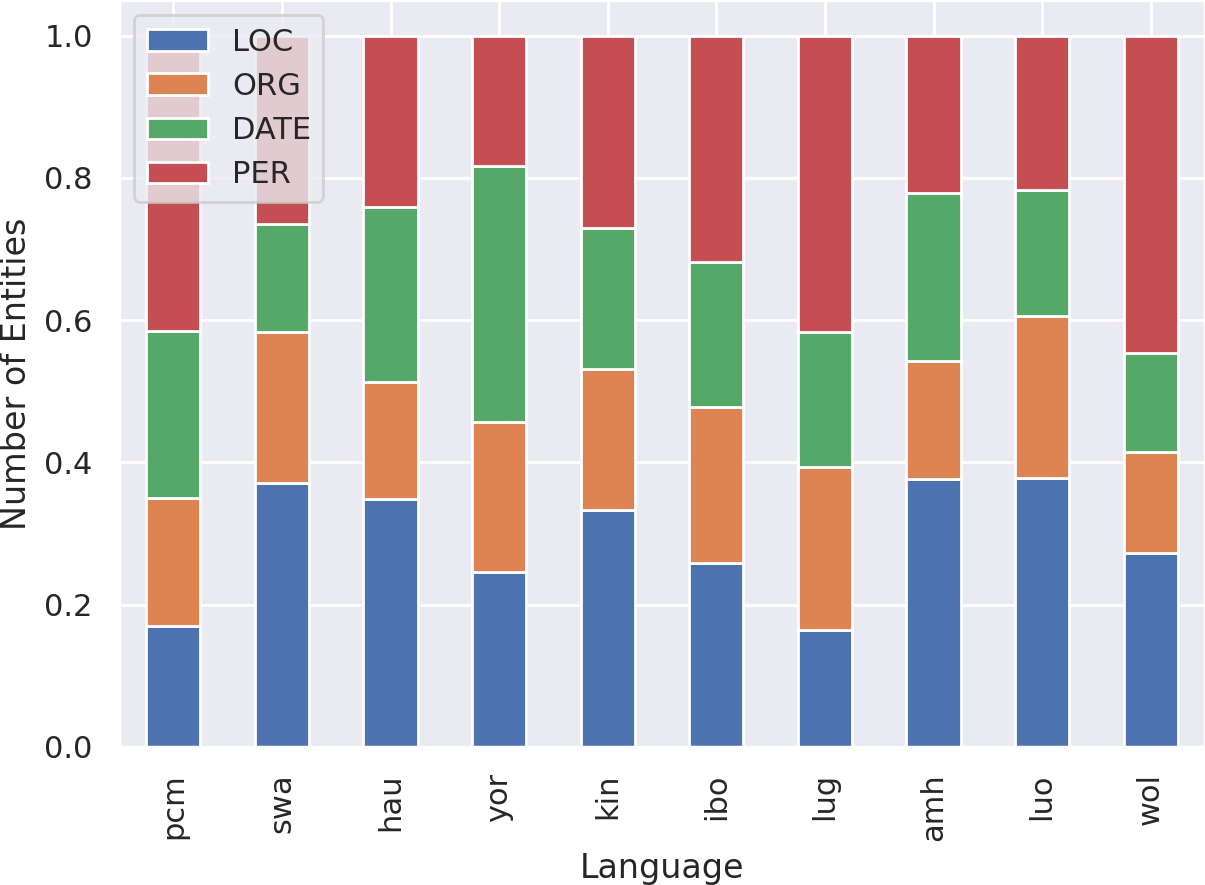 LOC
ORG
DATE
PER
Number of Entities
1.0
0.8
0.6
0.4
0.2
0.0
pcm swa hau yor kin ibo lug amh luo wol
Language